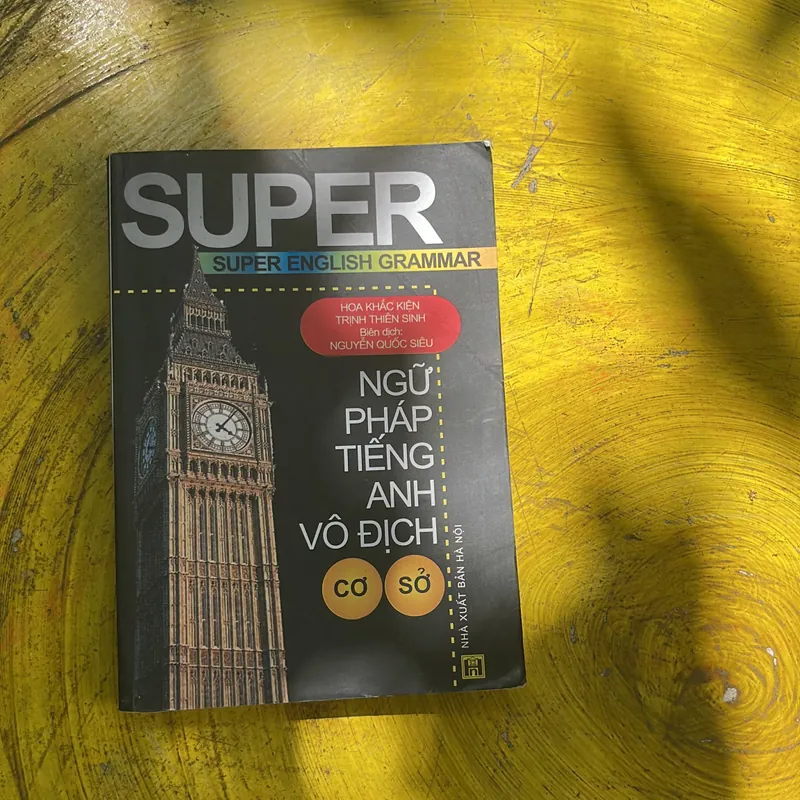 SUPER
SUPER ENGLISH GRAMMAR
HOA KHẮC KIỆN
TRỊNH THIÊN SINH
Biên dịch:
NGUYỄN QUỐC SIÊU
NGỮ
PHÁP
TIẾNG
ANH
VÔ ĐỊCH
CƠ SỞ
NHÀ XUẤT BẢN HÀ NỘI